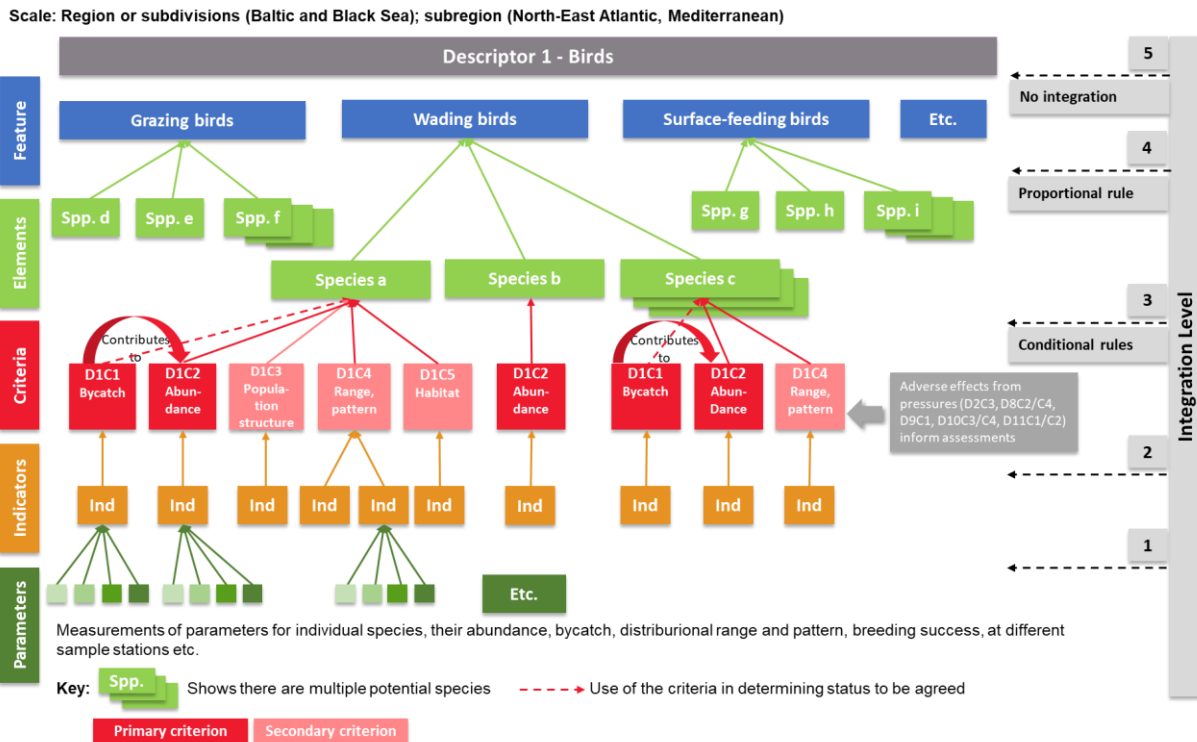 Scale: Region or subdivisions (Baltic and Black Sea); subregion (North-East Atlantic, Mediterranean)
Descriptor 1 - Birds
5
No integration
Feature
Grazing birds
Wading birds
Surface-feeding birds
Etc.
4
Proportional rule
Elements
Spp. d
Spp. e
Spp. f
Spp. g
Spp. h
Spp. i
Species a
Species b
Species c
3
Conditional rules
Integration Level
Criteria
Contributes
to
Contributes
to
D1C1
Bycatch
D1C2
Abun-
dance
D1C3
Popula-
tion
structure
D1C4
Range,
pattern
D1C5
Habitat
D1C2
Abun-
dance
D1C1
Bycatch
D1C2
Abun-
Dance
D1C4
Range,
pattern
Adverse effects from
pressures (D2C3, D8C2/C4,
D9C1, D10C3/C4, D11C1/C2)
inform assessments
2
Indicators
Ind
Ind
Ind
Ind
Ind
Ind
Ind
Ind
Ind
Ind
1
Parameters
Etc.
Measurements of parameters for individual species, their abundance, bycatch, distriburional range and pattern, breeding success, at different
sample stations etc.
Key:
Spp.
Shows there are multiple potential species
Use of the criteria in determining status to be agreed
Primary criterion
Secondary criterion